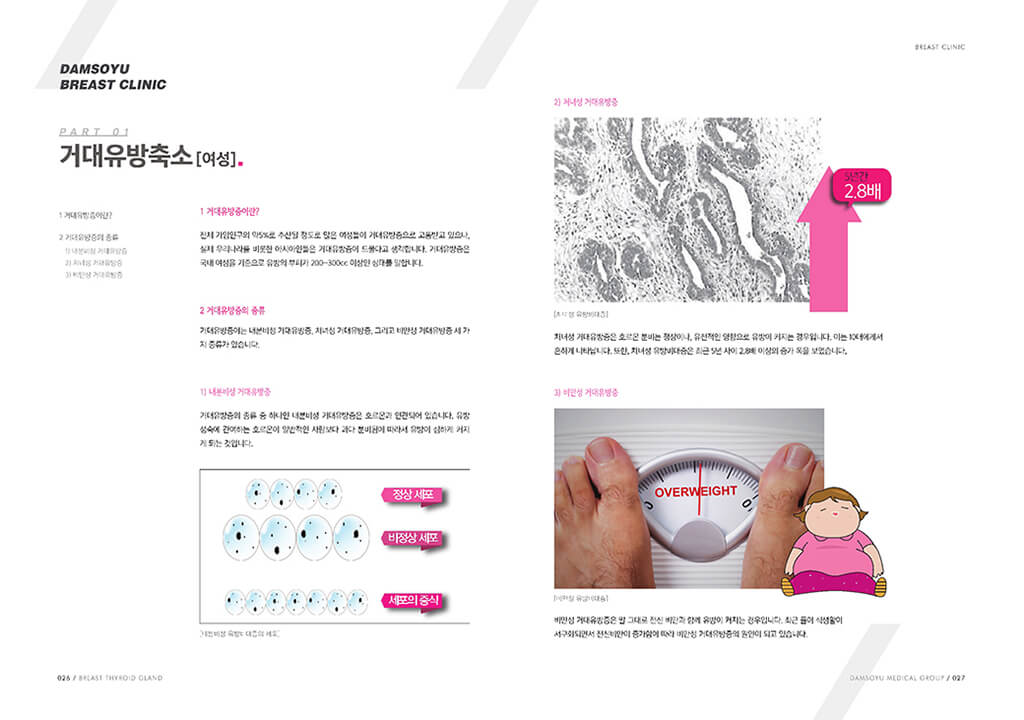 DAMSOYU
BREAST CLINIC
PART 01
거대유방축소 [여성].
1 거대유방증이란?
2 거대유방증의 종류
1) 내분비성 거대유방증
2) 처녀성 거대유방증
3) 비만성 거대유방증
1 거대유방증이란?
전체 가임인구의 약5%로 추산될 정도로 많은 여성들이 거대유방증으로 고통받고 있으나,
실제 우리나라를 비롯한 아시아인들은 거대유방증이 드물다고 생각합니다. 거대유방증은
국내 여성을 기준으로 유방의 부피가 200~300cc 이상인 상태를 말합니다.
2 거대유방증의 종류
거대유방증에는 내분비성 거대유방증, 처녀성 거대유방증, 그리고 비만성 거대유방증 세 가
지 종류가 있습니다.
1) 내분비성 거대유방증
거대유방증의 종류 중 하나인 내분비성 거대유방증은 호르몬과 연관되어 있습니다. 유방
성숙에 관여하는 호르몬이 일반적인 사람보다 과다 분비됨에 따라서 유방이 심하게 커지
게 되는 것입니다.
정상 세포
비정상 세포
세포의 증식
[내분비성 유방비대증의 세포]
026 / BREAST THYROID GLAND
BREAST CLINIC
2) 처녀성 거대유방증
5년간
2.8배
[처녀성 유방비대증]
처녀성 거대유방증은 호르몬 분비는 정상이나, 유전적인 영향으로 유방이 커지는 경우입니다. 이는 10대에게서
흔하게 나타납니다. 또한, 처녀성 유방비대증은 최근 5년 사이 2.8배 이상의 증가 폭을 보였습니다.
3) 비만성 거대유방증
OVERWEIGHT
0
0
[비만성 유방비대증]
비만성 거대유방증은 말 그대로 전신 비만과 함께 유방이 커지는 경우입니다. 최근 들어 식생활이
서구화되면서 전신비만이 증가함에 따라 비만성 거대유방증의 원인이 되고 있습니다.
DAMSOYU MEDICAL GROUP / 027